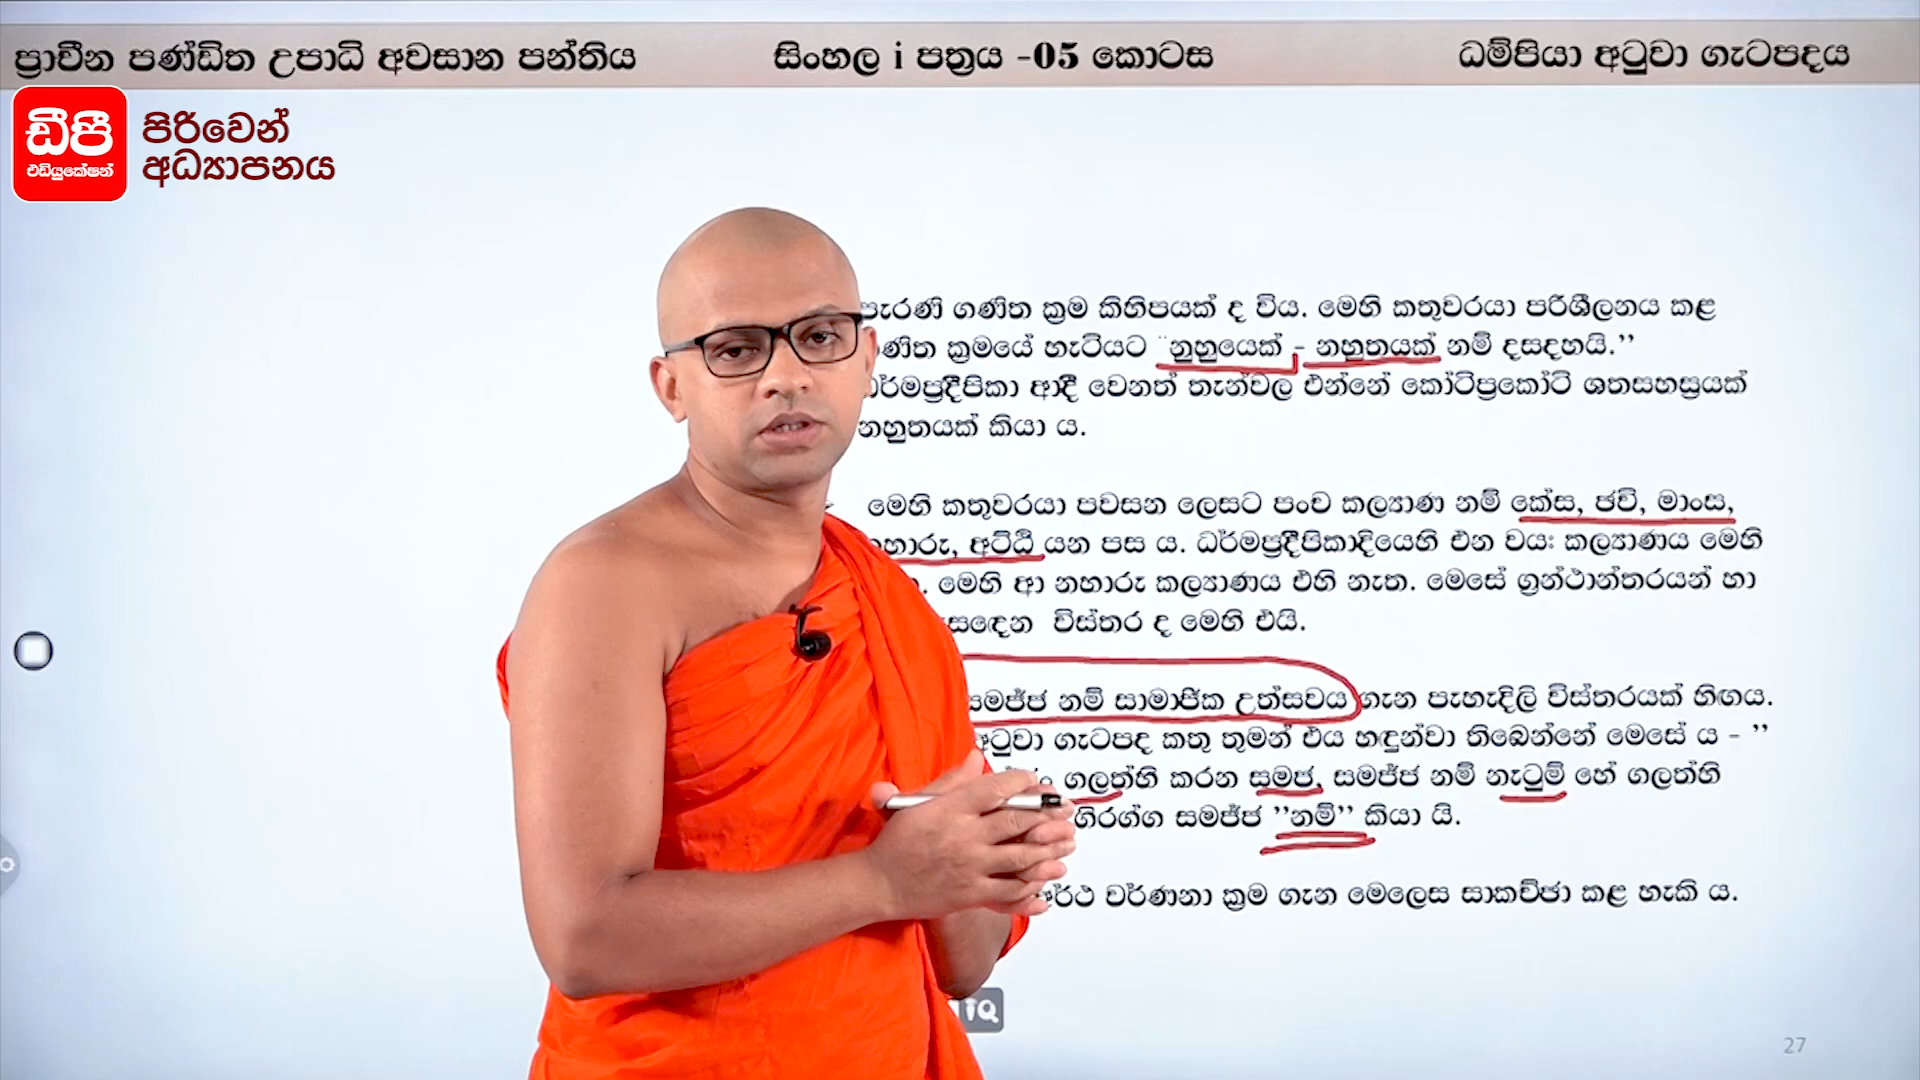 ප්‍රාචීන පණ්ඩිත උපාධි අවසාන පන්තිය සිංහල i පත්‍රය -05 කොටස ධම්පියා අටුවා ගැටපදය
ඩීපී
එඩියුකේෂන්
පිරිවෙන්
අධ්‍යාපනය
පැරණි ගණිත ක්‍රම කිහිපයක් ද විය. මෙහි කතුවරයා පරිශීලනය කළ
ක්‍රමයේ හැටියට ¨නුහුයෙක් - නහුතයක් නම් දසදහයි.’’
ධර්මප්‍රදීපිකා ආදී වෙනත් තැන්වල එන්නේ කෝටිප්‍රකෝටි ශතසහස්‍රයක්
නහුතයක් කියා ය.
මෙහි කතුවරයා පවසන ලෙසට පංච කල්‍යාණ නම් කේස, ඡවි, මාංස,
අට්ඨි යන පස ය. ධර්මප්‍රදීපිකාදියෙහි එන වයඃ කල්‍යාණය මෙහි
මෙහි ආ නහාරු කල්‍යාණය එහි නැත. මෙසේ ග්‍රන්ථාන්තරයන් හා
විස්තර ද මෙහි එයි.
සමජ්ජ නම් සාමාජික උත්සවය ගැන පැහැදිලි විස්තරයක් හිඟය.
අටුවා ගැටපද කතු තුමන් එය හඳුන්වා තිබෙන්නේ මෙසේ ය - ’’
ගලත්හි කරන සමජ, සමජ්ජ නම් නැටුම් හේ ගලත්හි
ගිරග්ග සමජ්ජ ’’නම්’’ කියා යි.
අර්ථ වර්ණනා ක්‍රම ගැන මෙලෙස සාකච්ඡා කළ හැකි ය.
27